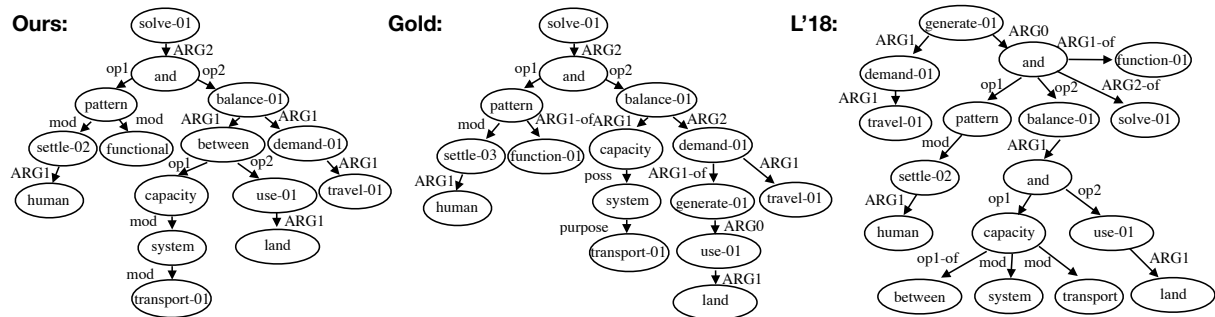 Ours:
solve-01
ARG2
and
op1
op2
pattern
balance-01
mod
mod
ARG1
ARG1
settle-02
functional
between
demand-01
ARG1
op1
op2
ARG1
human
capacity
use-01
travel-01
mod
ARG1
system
land
mod
transport-01
Gold:
solve-01
ARG2
and
op1
op2
pattern
balance-01
mod
ARG1-of
ARG1
ARG2
settle-03
function-01
capacity
demand-01
ARG1
poss
ARG1-of
ARG1
human
system
generate-01
travel-01
purpose
ARG0
transport-01
use-01
ARG1
land
L'18:
generate-01
ARG0
ARG1
ARG1-of
and
function-01
demand-01
op1
op2
ARG2-of
ARG1
travel-01
pattern
balance-01
solve-01
mod
ARG1
settle-02
and
ARG1
op1
op2
human
capacity
use-01
op1-of
mod
mod
ARG1
between
system
transport
land